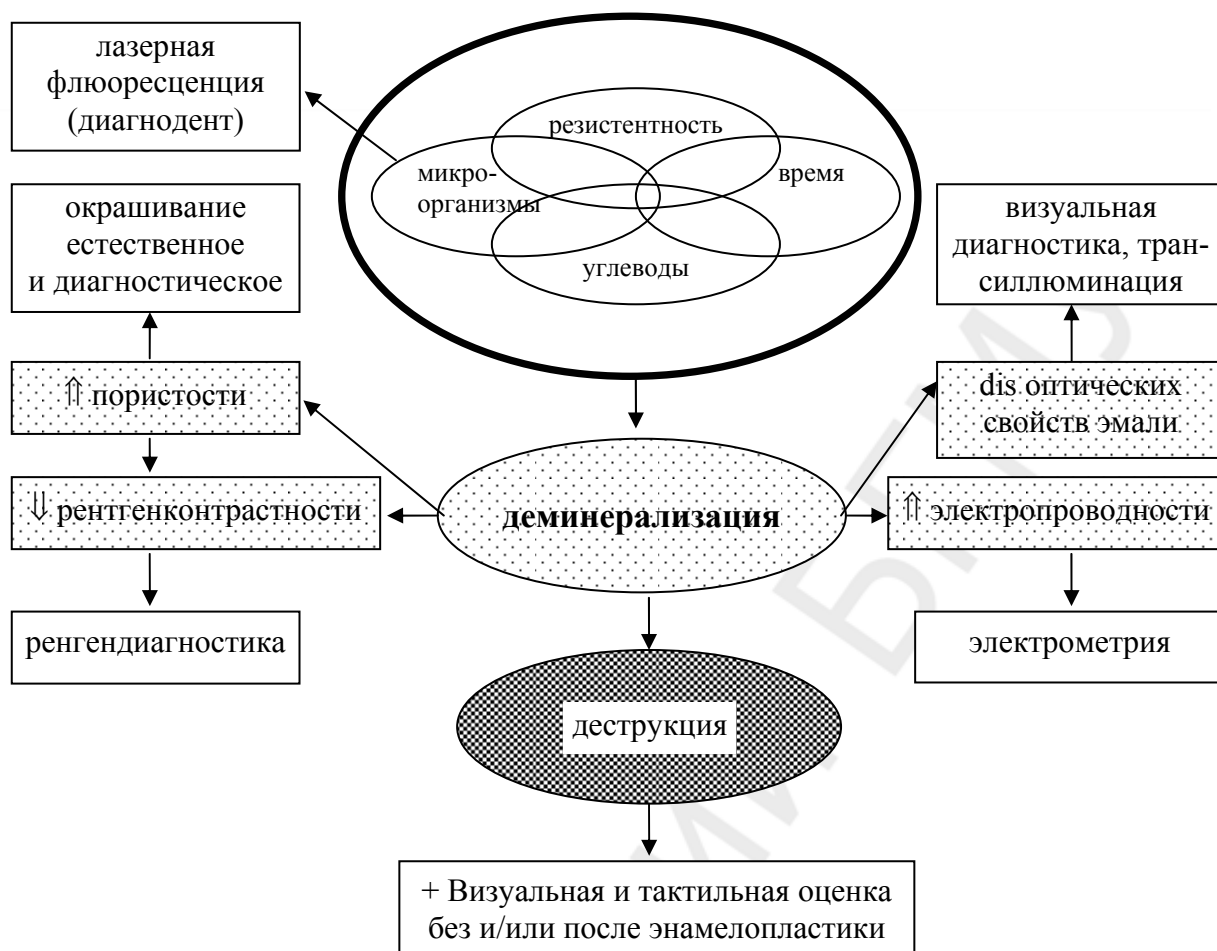 лазерная
флюоресценция
(диагнодент)
резистентность
микро-
организмы
время
углеводы
окрашивание
естественное
и диагностическое
визуальная
диагностика, тран-
силлюминация
⇑ пористости
dis оптических
свойств эмали
⇓ рентгенконтрастности
деминерализация
⇑ электропроводности
ренгендиагностика
электрометрия
деструкция
+ Визуальная и тактильная оценка
без и/или после энамелопластики